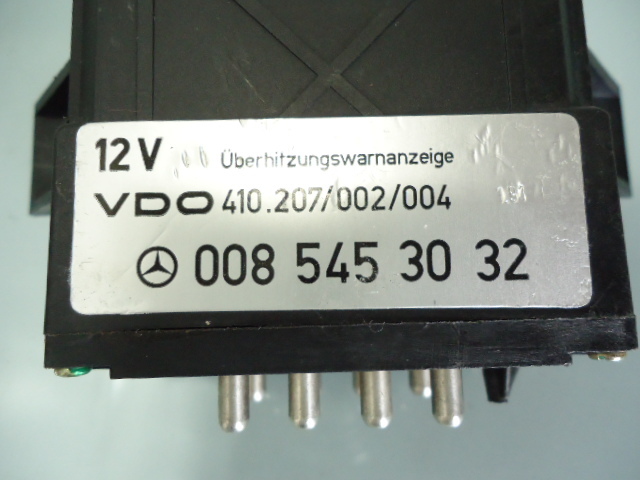 12 V Überhitzungswarnanzeige
VDO 410.207/002/004
008 545 30 32